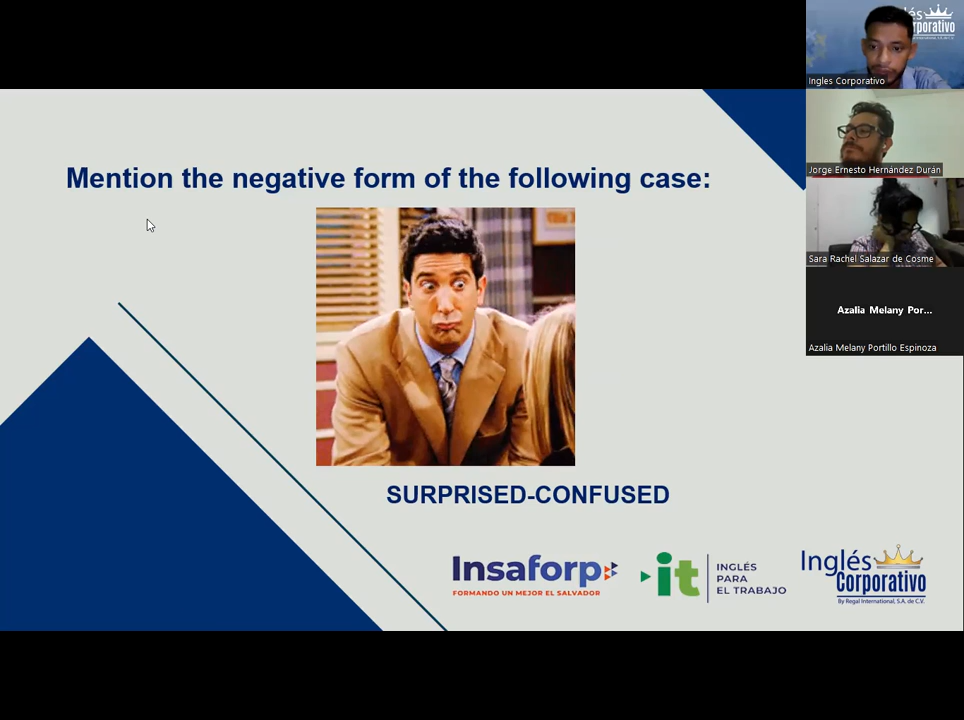 Mention the negative form of the following case:
SURPRISED-CONFUSED
Insaforp
FORMANDO UN MEJOR EL SALVADOR
it
INGLÉS
PARA
EL TRABAJO
Inglés
Corporativo
By Regal International, S.A. de C.V.
Ingles Corporativo
Jorge Ernesto Hernández Durán
Sara Rachel Salazar de Cosme
Azalia Melany Por...
Azalia Melany Portillo Espinoza